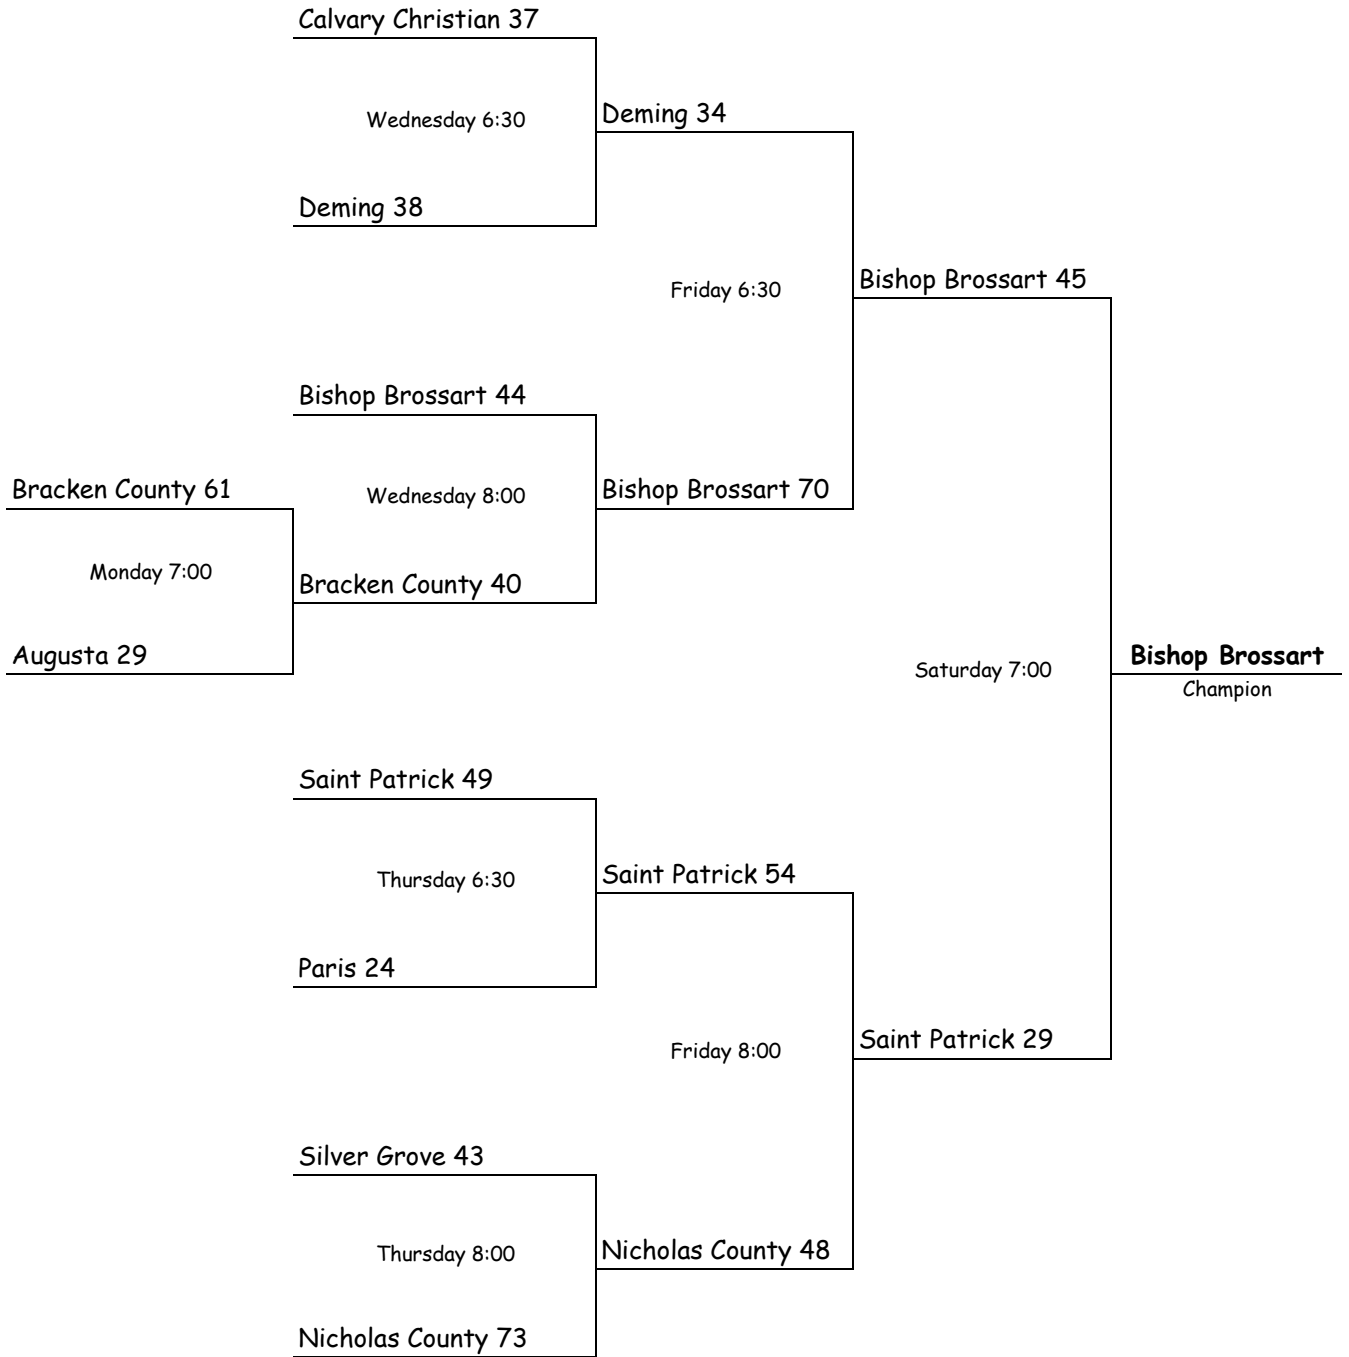 Calvary Christian 37
Wednesday 6:30
Deming 34
Deming 38
Friday 6:30
Bishop Brossart 45
Bishop Brossart 44
Bracken County 61
Wednesday 8:00
Bishop Brossart 70
Monday 7:00
Bracken County 40
Augusta 29
Saturday 7:00
Bishop Brossart
Champion
Saint Patrick 49
Thursday 6:30
Saint Patrick 54
Paris 24
Friday 8:00
Saint Patrick 29
Silver Grove 43
Thursday 8:00
Nicholas County 48
Nicholas County 73